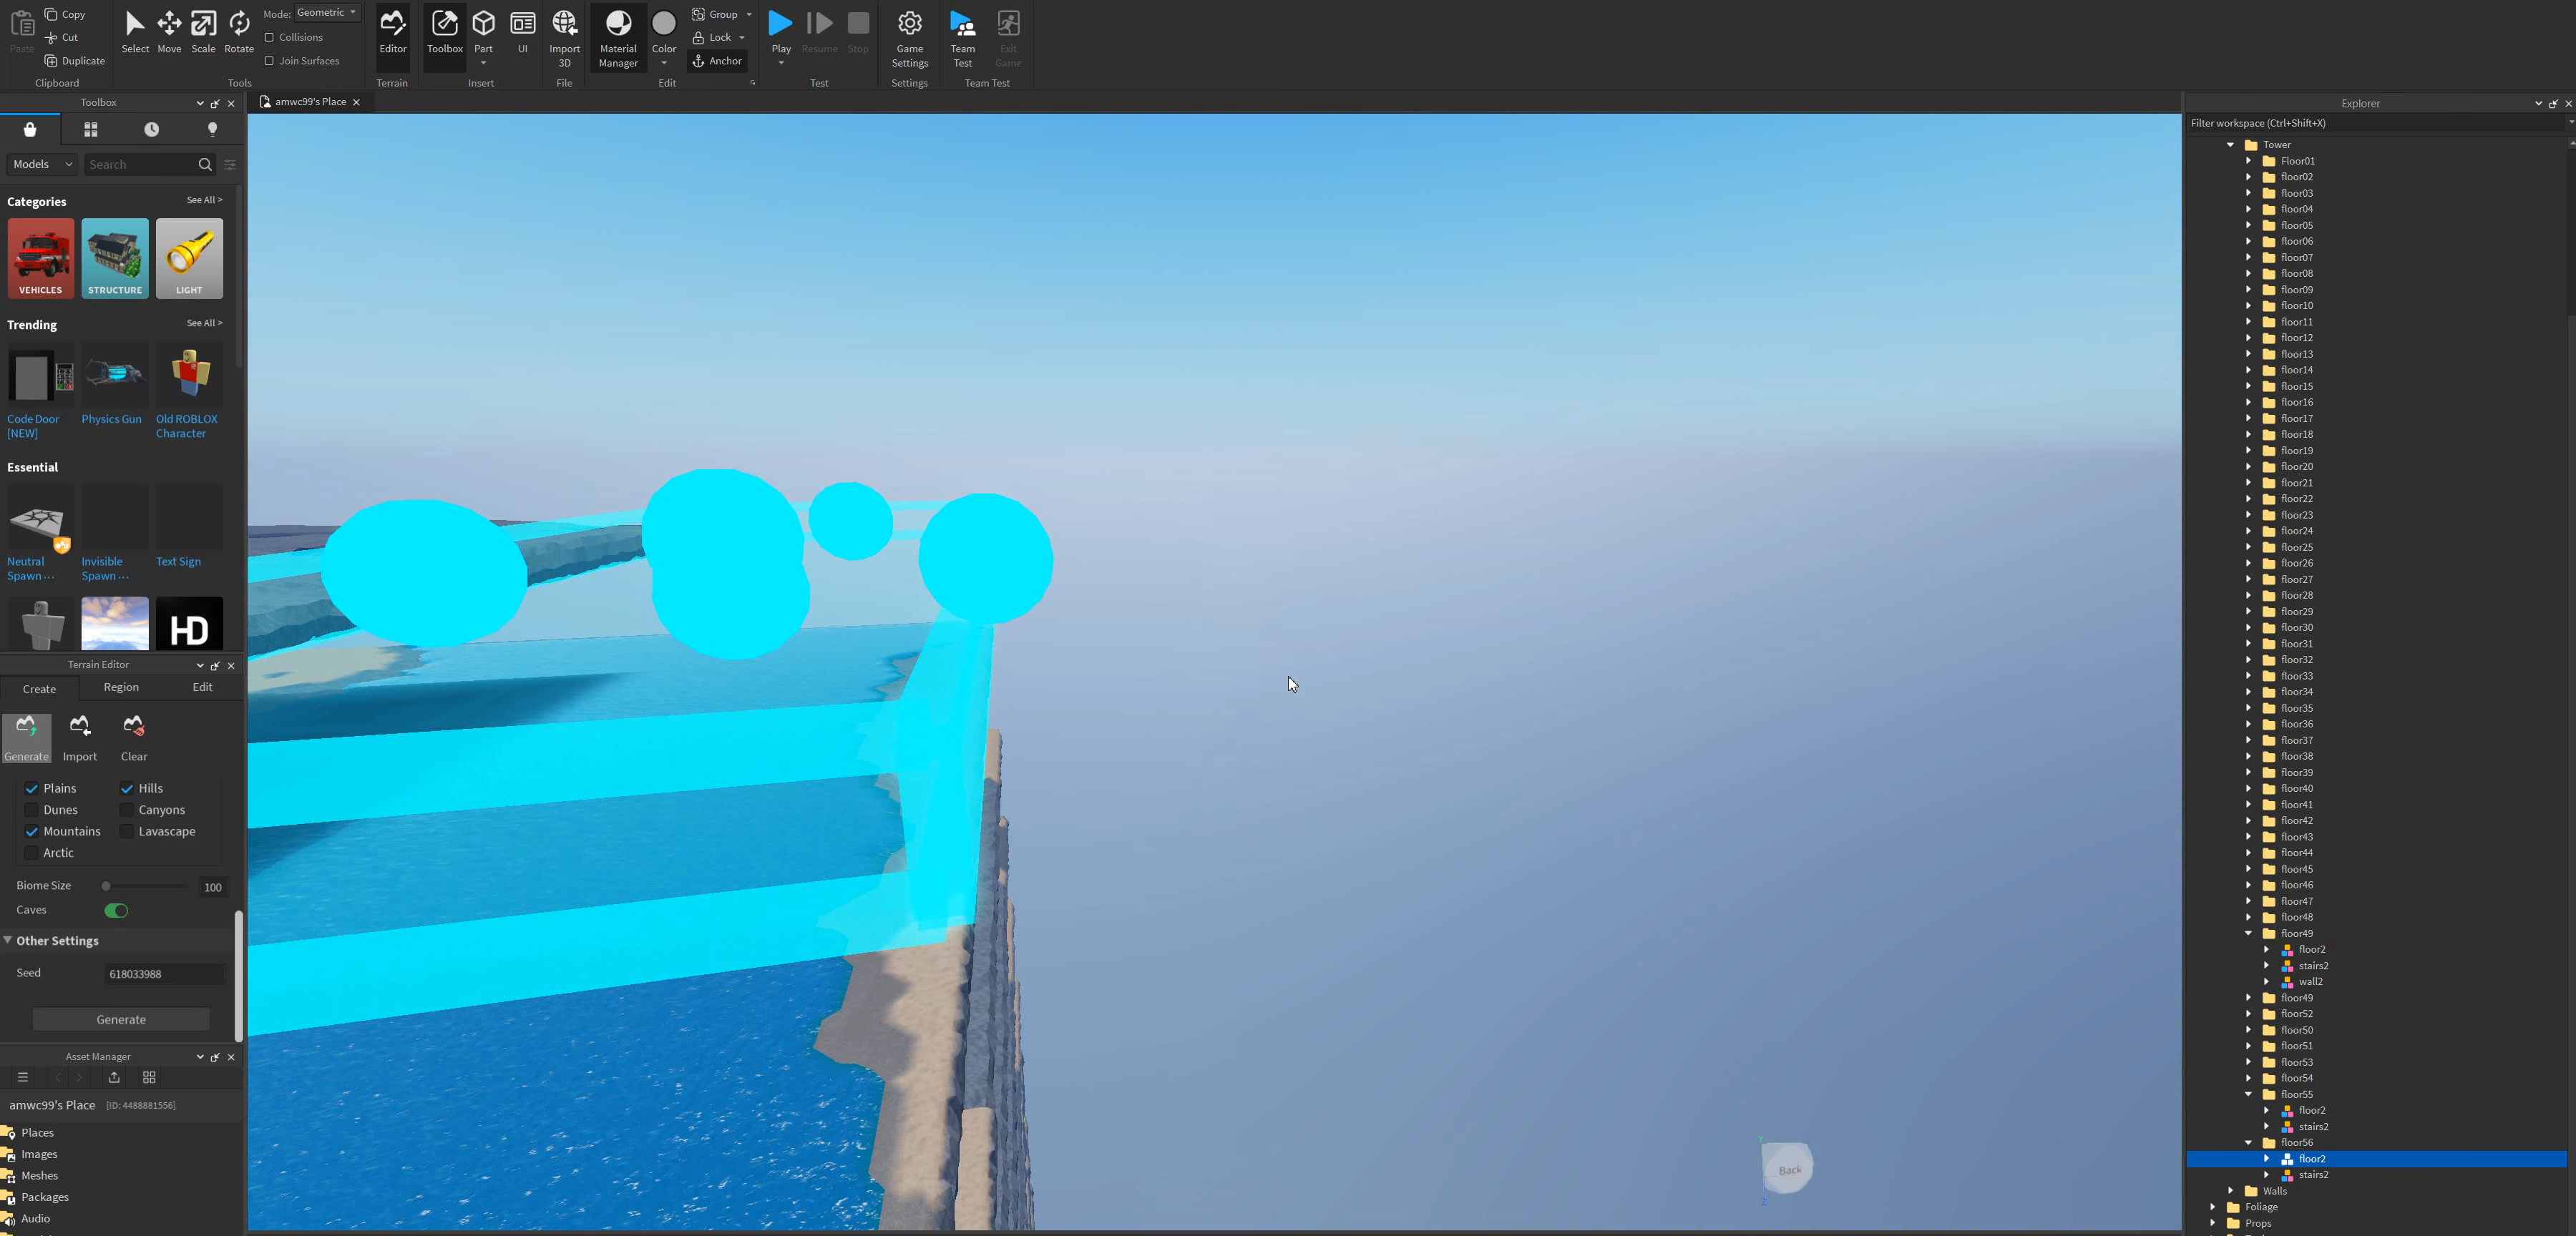 Paste
Copy
Cut
Duplicate
Clipboard
Select
Move
Scale
Rotate
Mode: Geometric
Collisions
Join Surfaces
Tools
Editor
Terrain
Toolbox
Part
UI
Insert
Import
3D
File
Material
Manager
Color
Group
Lock
Anchor
Edit
Play
Resume
Stop
Test
Game
Settings
Settings
Team
Test
Exit
Game
Team Test
Toolbox
Models
Search
Categories
See All >
VEHICLES
STRUCTURE
LIGHT
Trending
See All >
Code Door
[NEW]
Physics Gun
Old ROBLOX
Character
Essential
Neutral
Spawn ...
Invisible
Spawn ...
Text Sign
HD
Terrain Editor
Create
Region
Edit
Generate
Import
Clear
Plains
Hills
Dunes
Canyons
Mountains
Lavascape
Arctic
Biome Size
100
Caves
Other Settings
Seed
618033988
Generate
Asset Manager
amwc99's Place
[ID: 4488881556]
Places
Images
Meshes
Packages
Audio
amwc99's Place
Y
Back
Z
Explorer
Filter workspace (Ctrl+Shift+X)
Tower
Floor01
floor02
floor03
floor04
floor05
floor06
floor07
floor08
floor09
floor10
floor11
floor12
floor13
floor14
floor15
floor16
floor17
floor18
floor19
floor20
floor21
floor22
floor23
floor24
floor25
floor26
floor27
floor28
floor29
floor30
floor31
floor32
floor33
floor34
floor35
floor36
floor37
floor38
floor39
floor40
floor41
floor42
floor43
floor44
floor45
floor46
floor47
floor48
floor49
floor2
stairs2
wall2
floor49
floor52
floor50
floor51
floor53
floor54
floor55
floor2
stairs2
floor56
floor2
stairs2
Walls
Foliage
Props